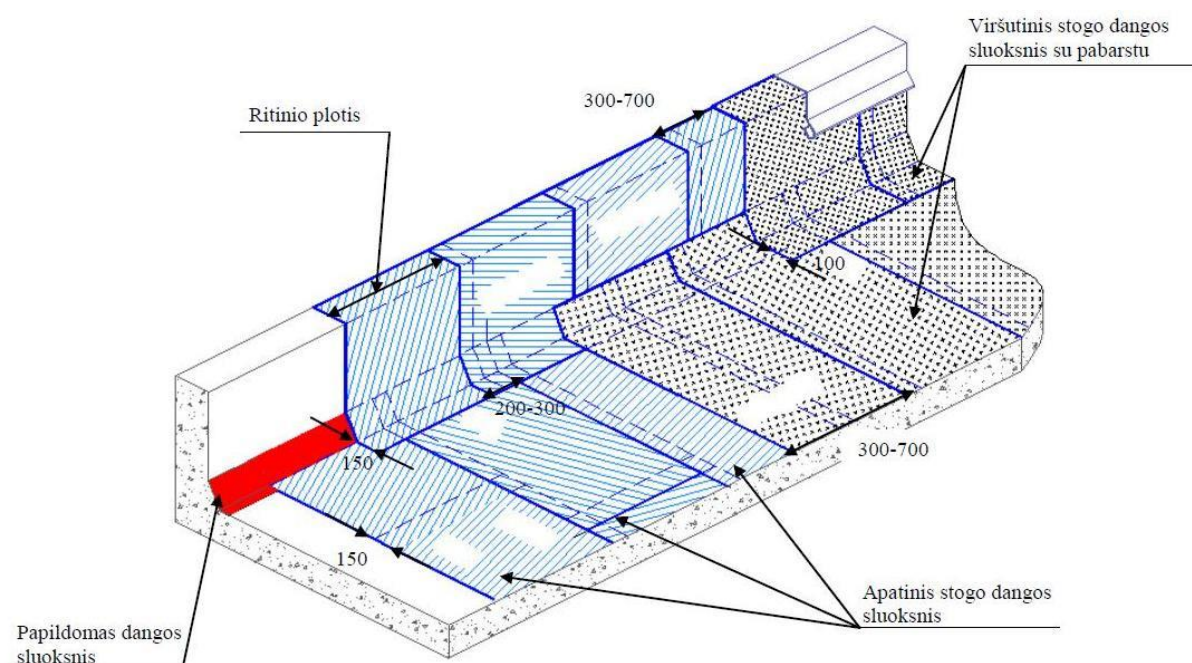 Viršutinis stogo dangos
sluoksnis su pabarstu
300-700
Ritinio plotis
100
200-300
300-700
150
150
Apatinis stogo dangos
sluoksnis
Papildomas dangos
sluoksnis